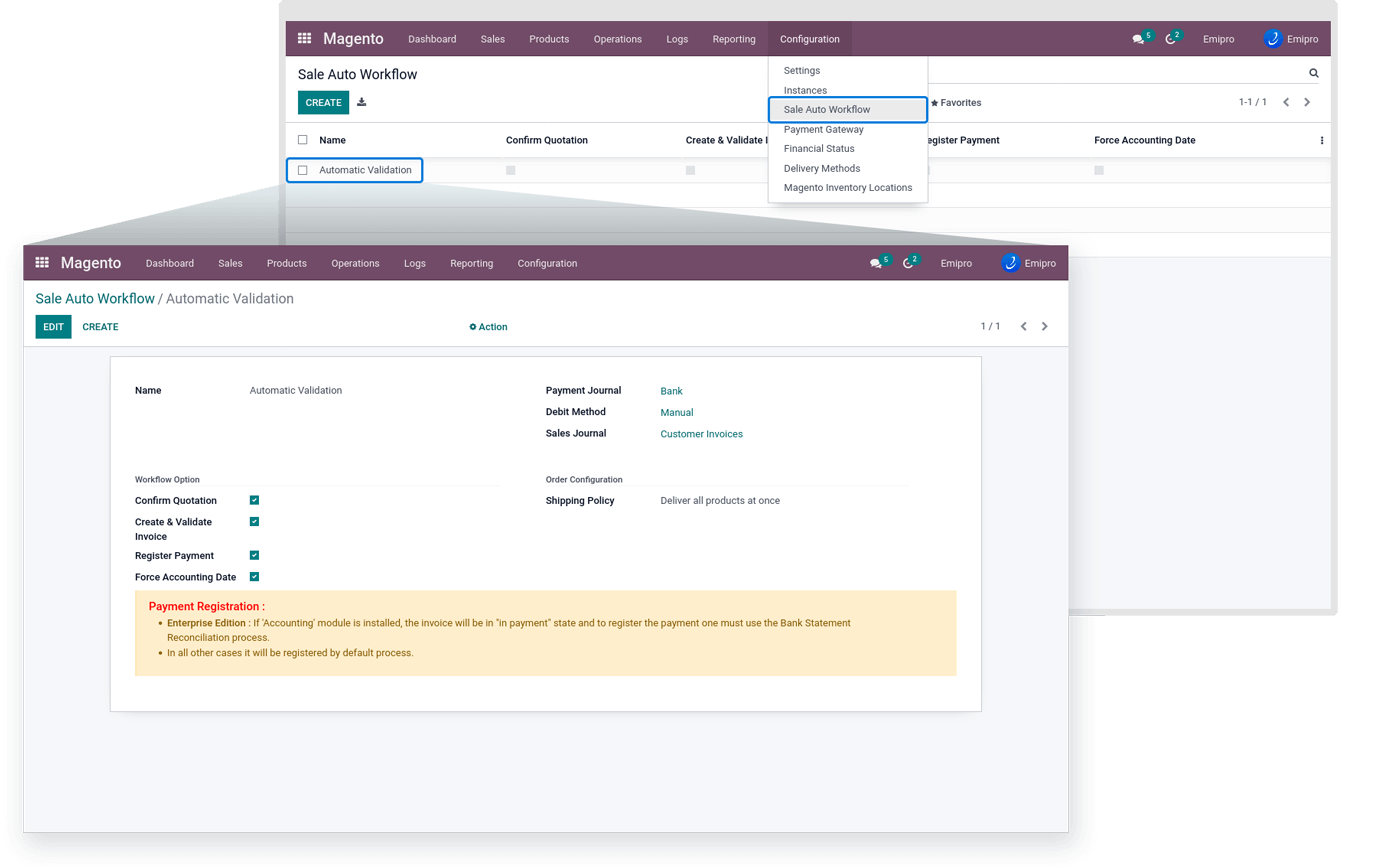 Magento Dashboard Sales Products Operations Logs Reporting Configuration 5 2 Emipro Emipro
Sale Auto Workflow
CREATE
Favorites 1-1 / 1
Settings
Instances
Sale Auto Workflow
Payment Gateway
Financial Status
Delivery Methods
Magento Inventory Locations
Name Confirm Quotation Create & Validate Payment Force Accounting Date
Automatic Validation
Magento Dashboard Sales Products Operations Logs Reporting Configuration 5 2 Emipro Emipro
Sale Auto Workflow / Automatic Validation
EDIT CREATE Action 1 / 1
Name Automatic Validation
Payment Journal Bank
Debit Method Manual
Sales Journal Customer Invoices
Workflow Option
Confirm Quotation
Create & Validate
Invoice
Register Payment
Force Accounting Date
Order Configuration
Shipping Policy Deliver all products at once
Payment Registration :
• Enterprise Edition : If 'Accounting' module is installed, the invoice will be in "in payment" state and to register the payment one must use the Bank Statement
Reconciliation process.
• In all other cases it will be registered by default process.